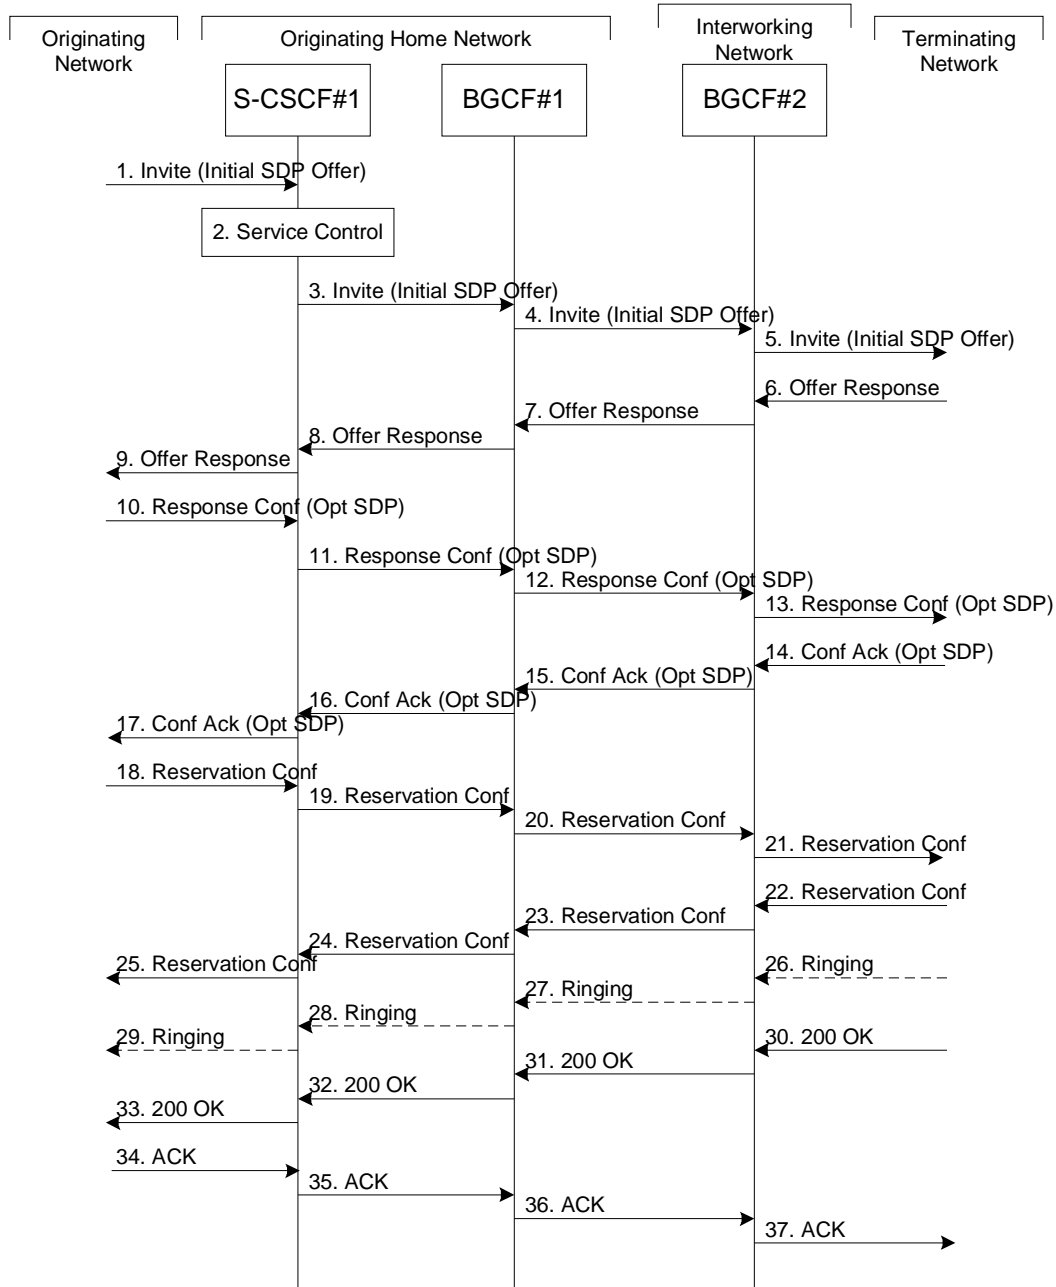 Originating
Network
Originating Home Network
Interworking
Network
Terminating
Network
S-CSCF#1
BGCF#1
BGCF#2
1. Invite (Initial SDP Offer)
2. Service Control
3. Invite (Initial SDP Offer)
4. Invite (Initial SDP Offer)
5. Invite (Initial SDP Offer)
6. Offer Response
7. Offer Response
8. Offer Response
9. Offer Response
10. Response Conf (Opt SDP)
11. Response Conf (Opt SDP)
12. Response Conf (Opt SDP)
13. Response Conf (Opt SDP)
14. Conf Ack (Opt SDP)
15. Conf Ack (Opt SDP)
16. Conf Ack (Opt SDP)
17. Conf Ack (Opt SDP)
18. Reservation Conf
19. Reservation Conf
20. Reservation Conf
21. Reservation Conf
22. Reservation Conf
23. Reservation Conf
24. Reservation Conf
25. Reservation Conf
26. Ringing
27. Ringing
28. Ringing
29. Ringing
30. 200 OK
31. 200 OK
32. 200 OK
33. 200 OK
34. ACK
35. ACK
36. ACK
37. ACK